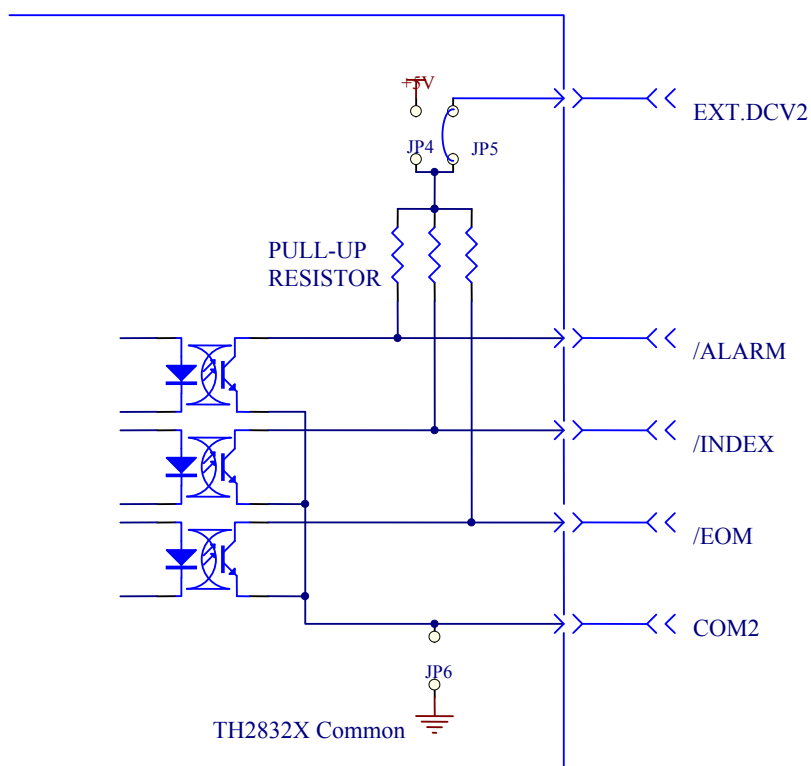 +5V
EXT.DCV2
JP4
JP5
PULL-UP
RESISTOR
/ALARM
/INDEX
/EOM
COM2
JP6
TH2832X Common